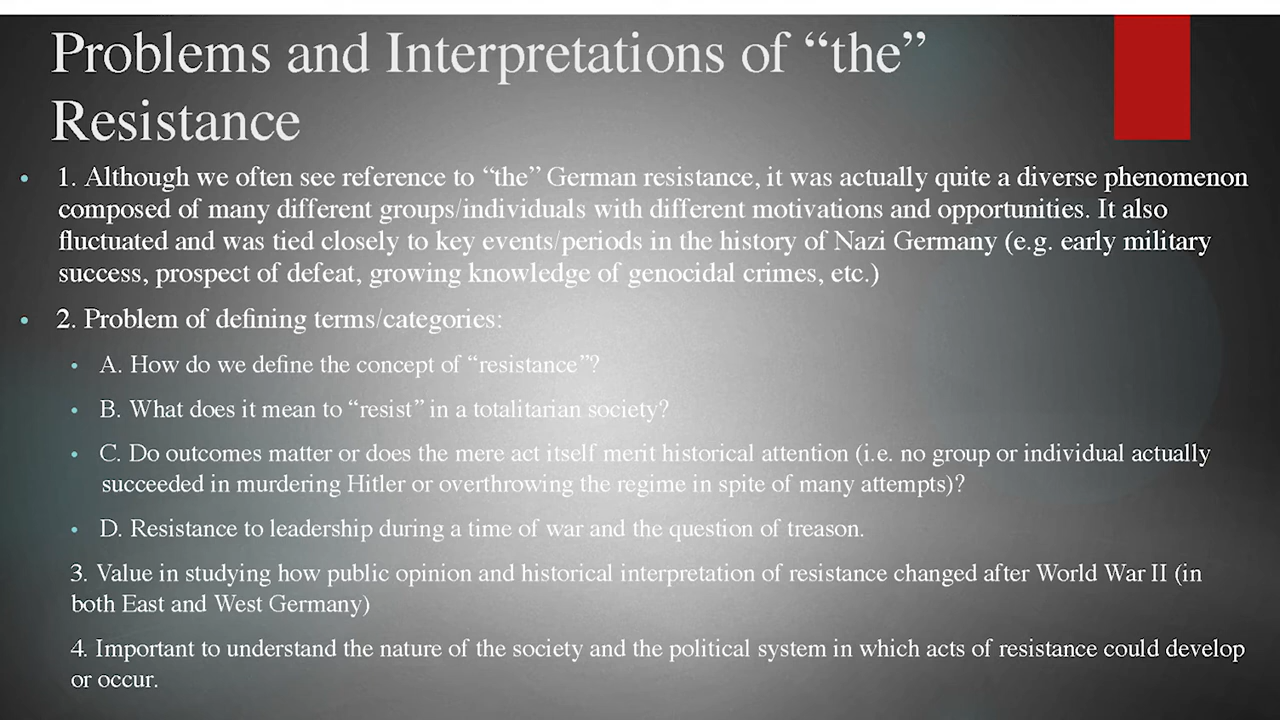 Problems and Interpretations of “the”
Resistance
• 1. Although we often see reference to “the” German resistance, it was actually quite a diverse phenomenon
composed of many different groups/individuals with different motivations and opportunities. It also
fluctuated and was tied closely to key events/periods in the history of Nazi Germany (e.g. early military
success, prospect of defeat, growing knowledge of genocidal crimes, etc.)
• 2. Problem of defining terms/categories:
• A. How do we define the concept of “resistance”?
• B. What does it mean to “resist” in a totalitarian society?
• C. Do outcomes matter or does the mere act itself merit historical attention (i.e. no group or individual actually
succeeded in murdering Hitler or overthrowing the regime in spite of many attempts)?
• D. Resistance to leadership during a time of war and the question of treason.
3. Value in studying how public opinion and historical interpretation of resistance changed after World War II (in
both East and West Germany)
4. Important to understand the nature of the society and the political system in which acts of resistance could develop
or occur.